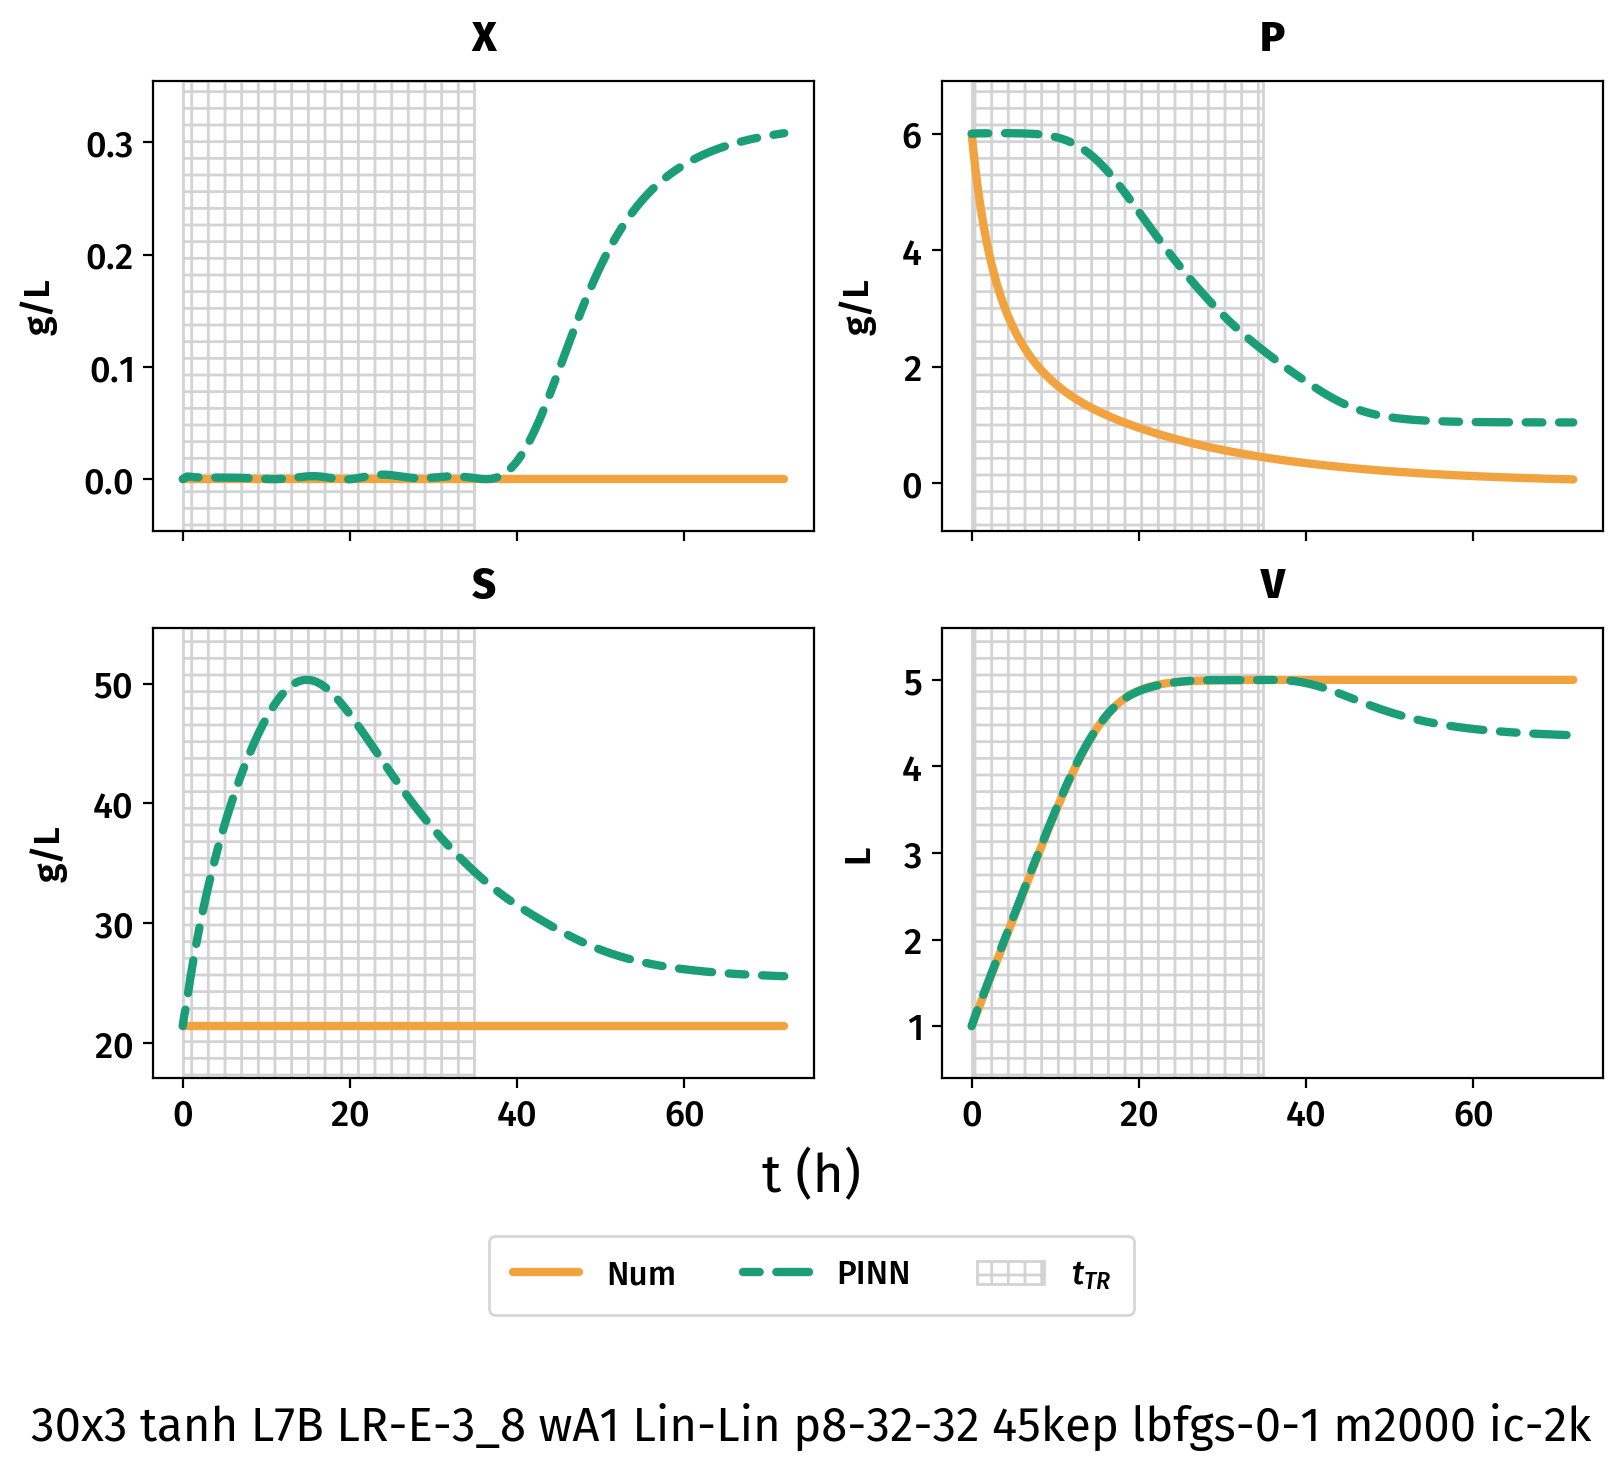 X
P
g/L
0.3
0.2
0.1
0.0
g/L
6
4
2
0
S
V
g/L
50
40
30
20
L
5
4
3
2
1
0 20 40 60
0 20 40 60
t (h)
Num PINN tTR
30x3 tanh L7B LR-E-3_8 wA1 Lin-Lin p8-32-32 45kep lbfgs-0-1 m2000 ic-2k